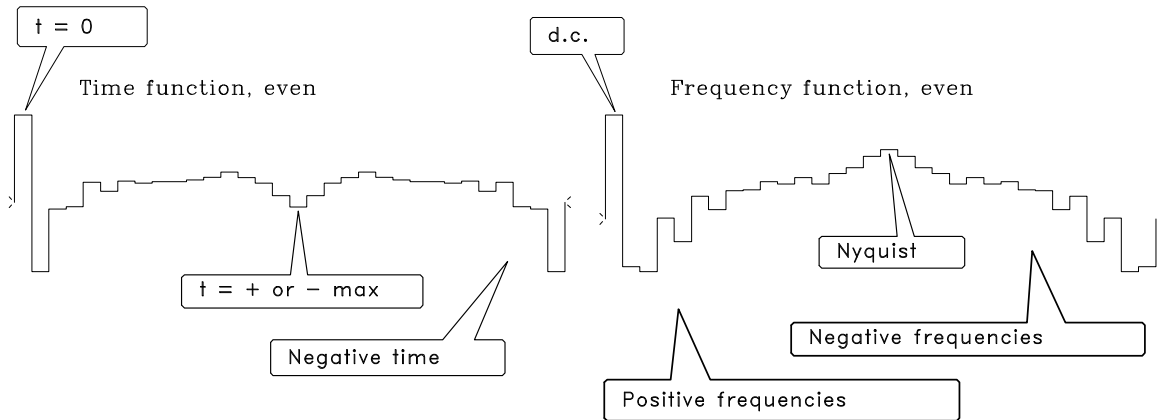 t = 0
d.c.
Time function, even
Frequency function, even
Nyquist
t = + or - max
Negative time
Negative frequencies
Positive frequencies